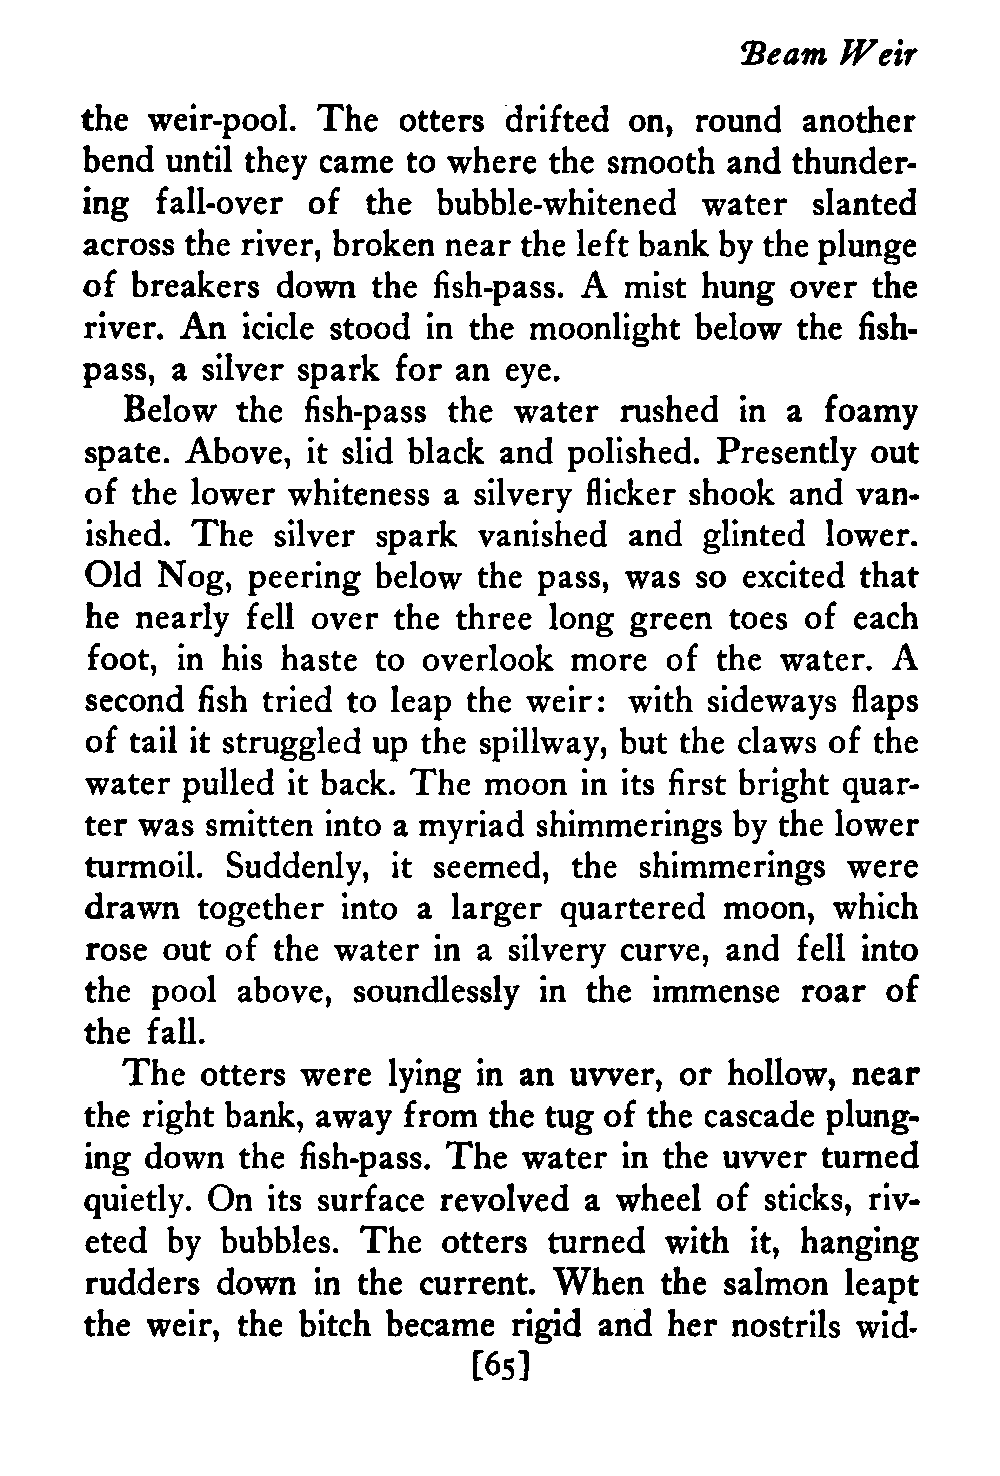 Beam Weir
the weir-pool. The otters drifted on, round another
bend until they came to where the smooth and thunder-
ing fall-over of the bubble-whitened water slanted
across the river, broken near the left bank by the plunge
of breakers down the fish-pass. A mist hung over the
river. An icicle stood in the moonlight below the fish-
pass, a silver spark for an eye.
Below the fish-pass the water rushed in a foamy
spate. Above, it slid black and polished. Presently out
of the lower whiteness a silvery flicker shook and van-
ished. The silver spark vanished and glinted lower.
Old Nog, peering below the pass, was so excited that
he nearly fell over the three long green toes of each
foot, in his haste to overlook more of the water. A
second fish tried to leap the weir: with sideways flaps
of tail it struggled up the spillway, but the claws of the
water pulled it back. The moon in its first bright quar-
ter was smitten into a myriad shimmerings by the lower
turmoil. Suddenly, it seemed, the shimmerings were
drawn together into a larger quartered moon, which
rose out of the water in a silvery curve, and fell into
the pool above, soundlessly in the immense roar of
the fall.
The otters were lying in an uvver, or hollow, near
the right bank, away from the tug of the cascade plung-
ing down the fish-pass. The water in the uvver turned
quietly. On its surface revolved a wheel of sticks, riv-
eted by bubbles. The otters turned with it, hanging
rudders down in the current. When the salmon leapt
the weir, the bitch became rigid and her nostrils wid-
[65]